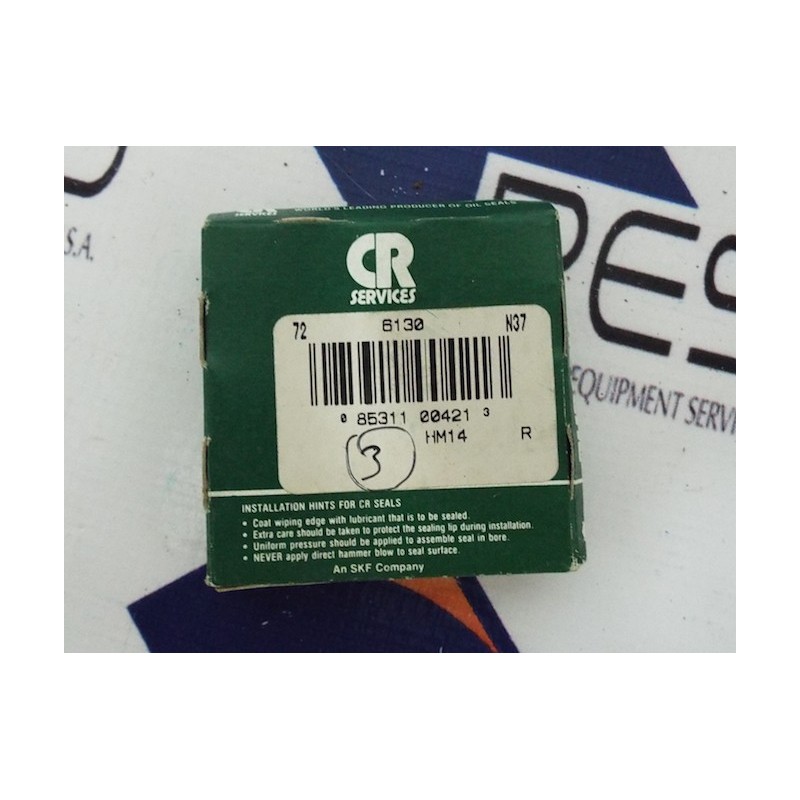 SERVICES
WORLD'S LEADING PRODUCER OF OIL SEALS
S.A.
PES
EQUIPMENT SERVI
CR
SERVICES
72 6130 N37
0 85311 00421 3
HM14 R
3
INSTALLATION HINTS FOR CR SEALS
• Coat wiping edge with lubricant that is to be sealed.
• Extra care should be taken to protect the sealing lip during installation.
• Uniform pressure should be applied to assemble seal in bore.
• NEVER apply direct hammer blow to seal surface.
An SKF Company